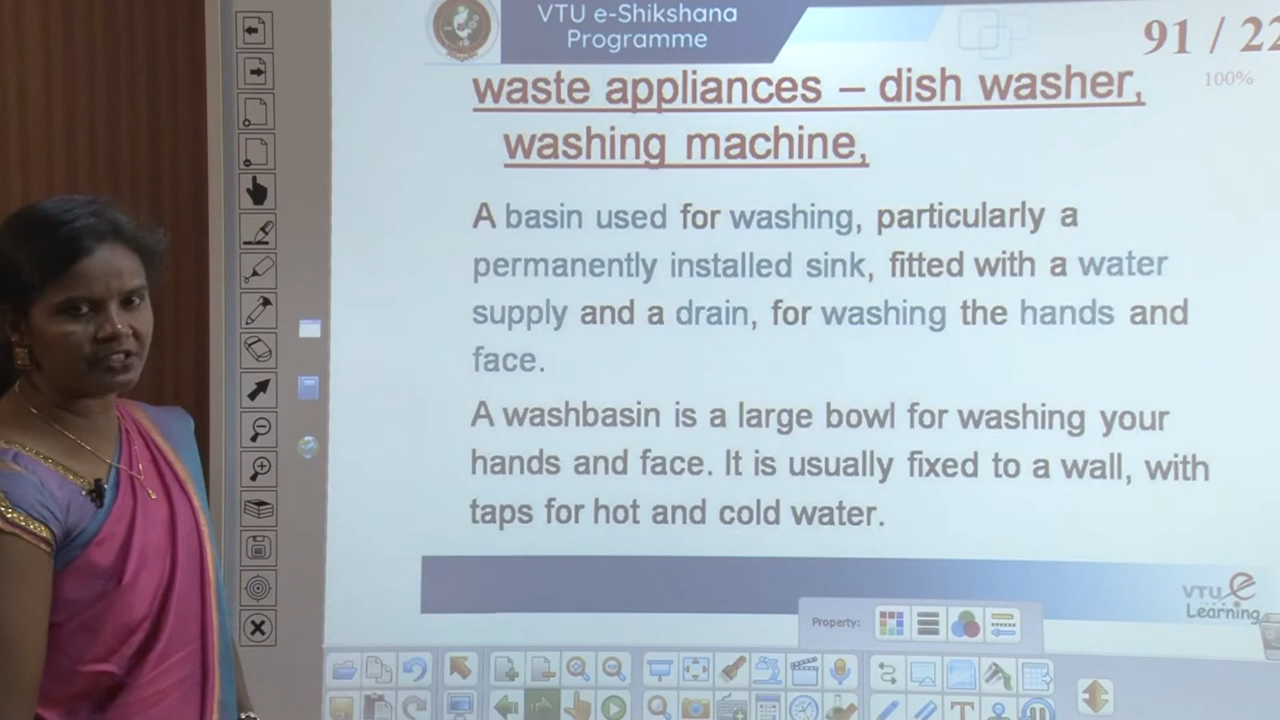 VTU e-Shikshana
Programme
91 / 22
100%
waste appliances – dish washer,
washing machine,
A basin used for washing, particularly a
permanently installed sink, fitted with a water
supply and a drain, for washing the hands and
face.
A washbasin is a large bowl for washing your
hands and face. It is usually fixed to a wall, with
taps for hot and cold water.
VTU e
Learning
Property: